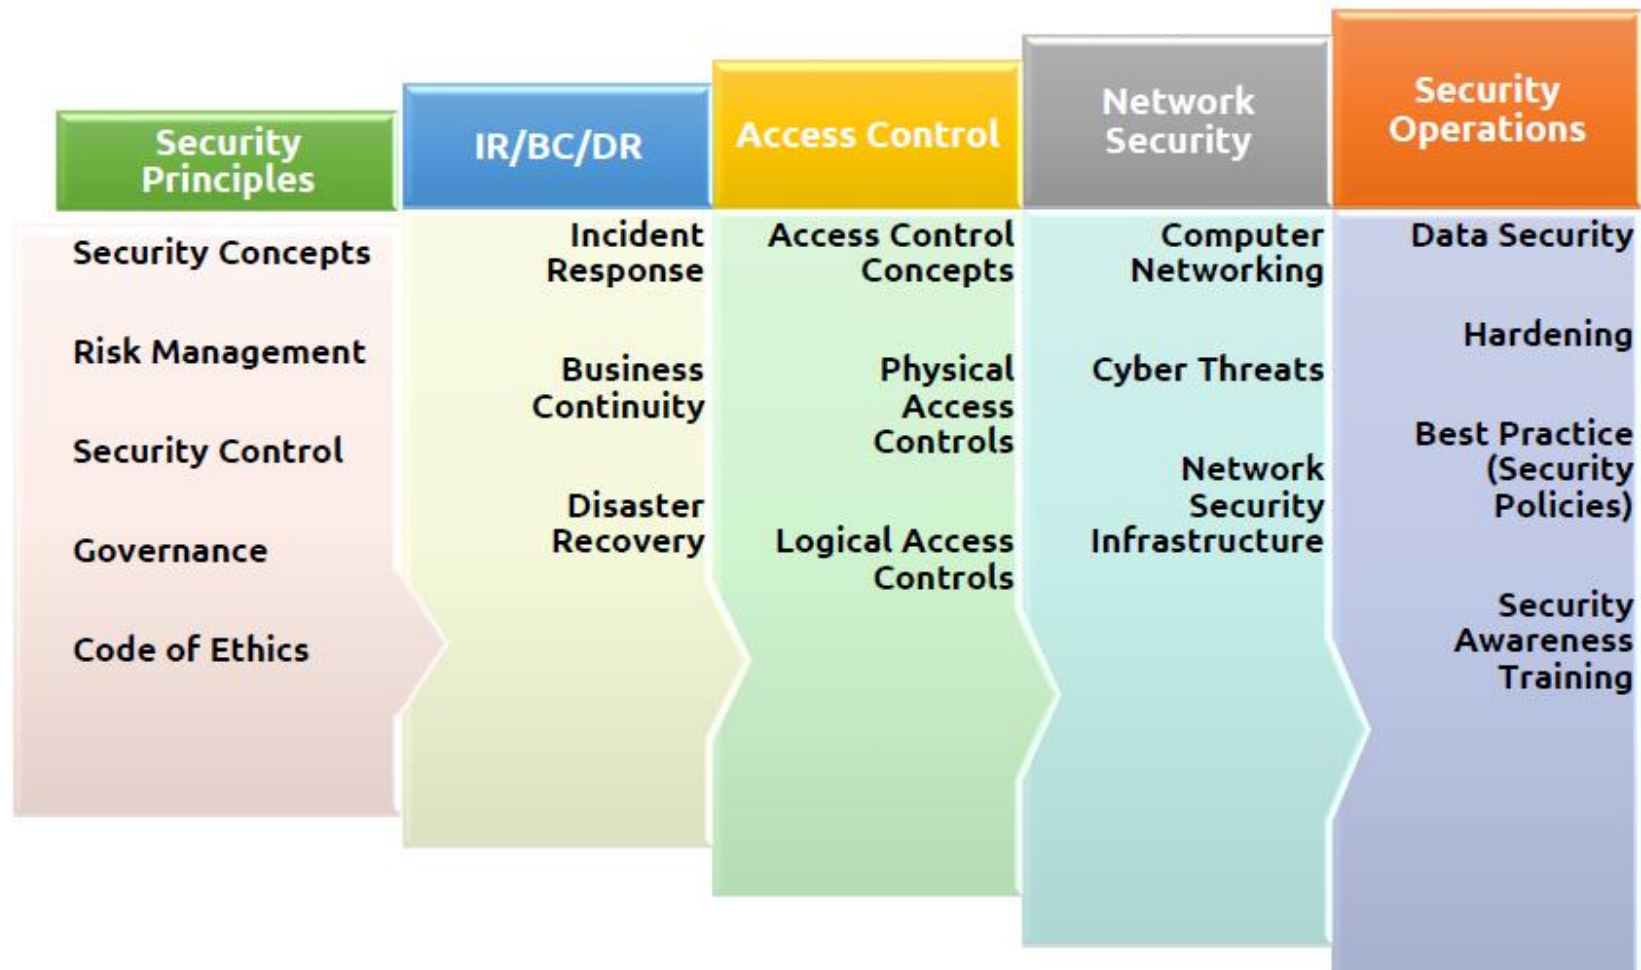 Security
Principles
Security Concepts
Risk Management
Security Control
Governance
Code of Ethics
IR/BC/DR
Incident
Response
Business
Continuity
Disaster
Recovery
Access Control
Access Control
Concepts
Physical
Access
Controls
Logical Access
Controls
Network
Security
Computer
Networking
Cyber Threats
Network
Security
Infrastructure
Security
Operations
Data Security
Hardening
Best Practice
(Security
Policies)
Security
Awareness
Training